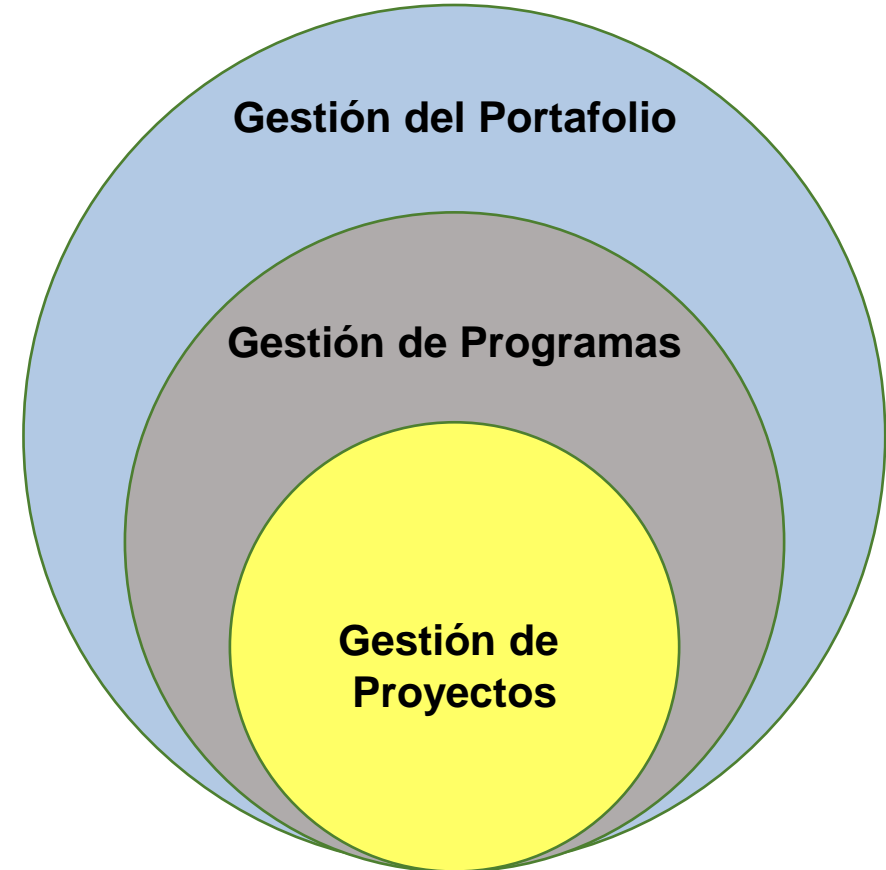 Gestión del Portafolio
Gestión de Programas
Gestión de
Proyectos